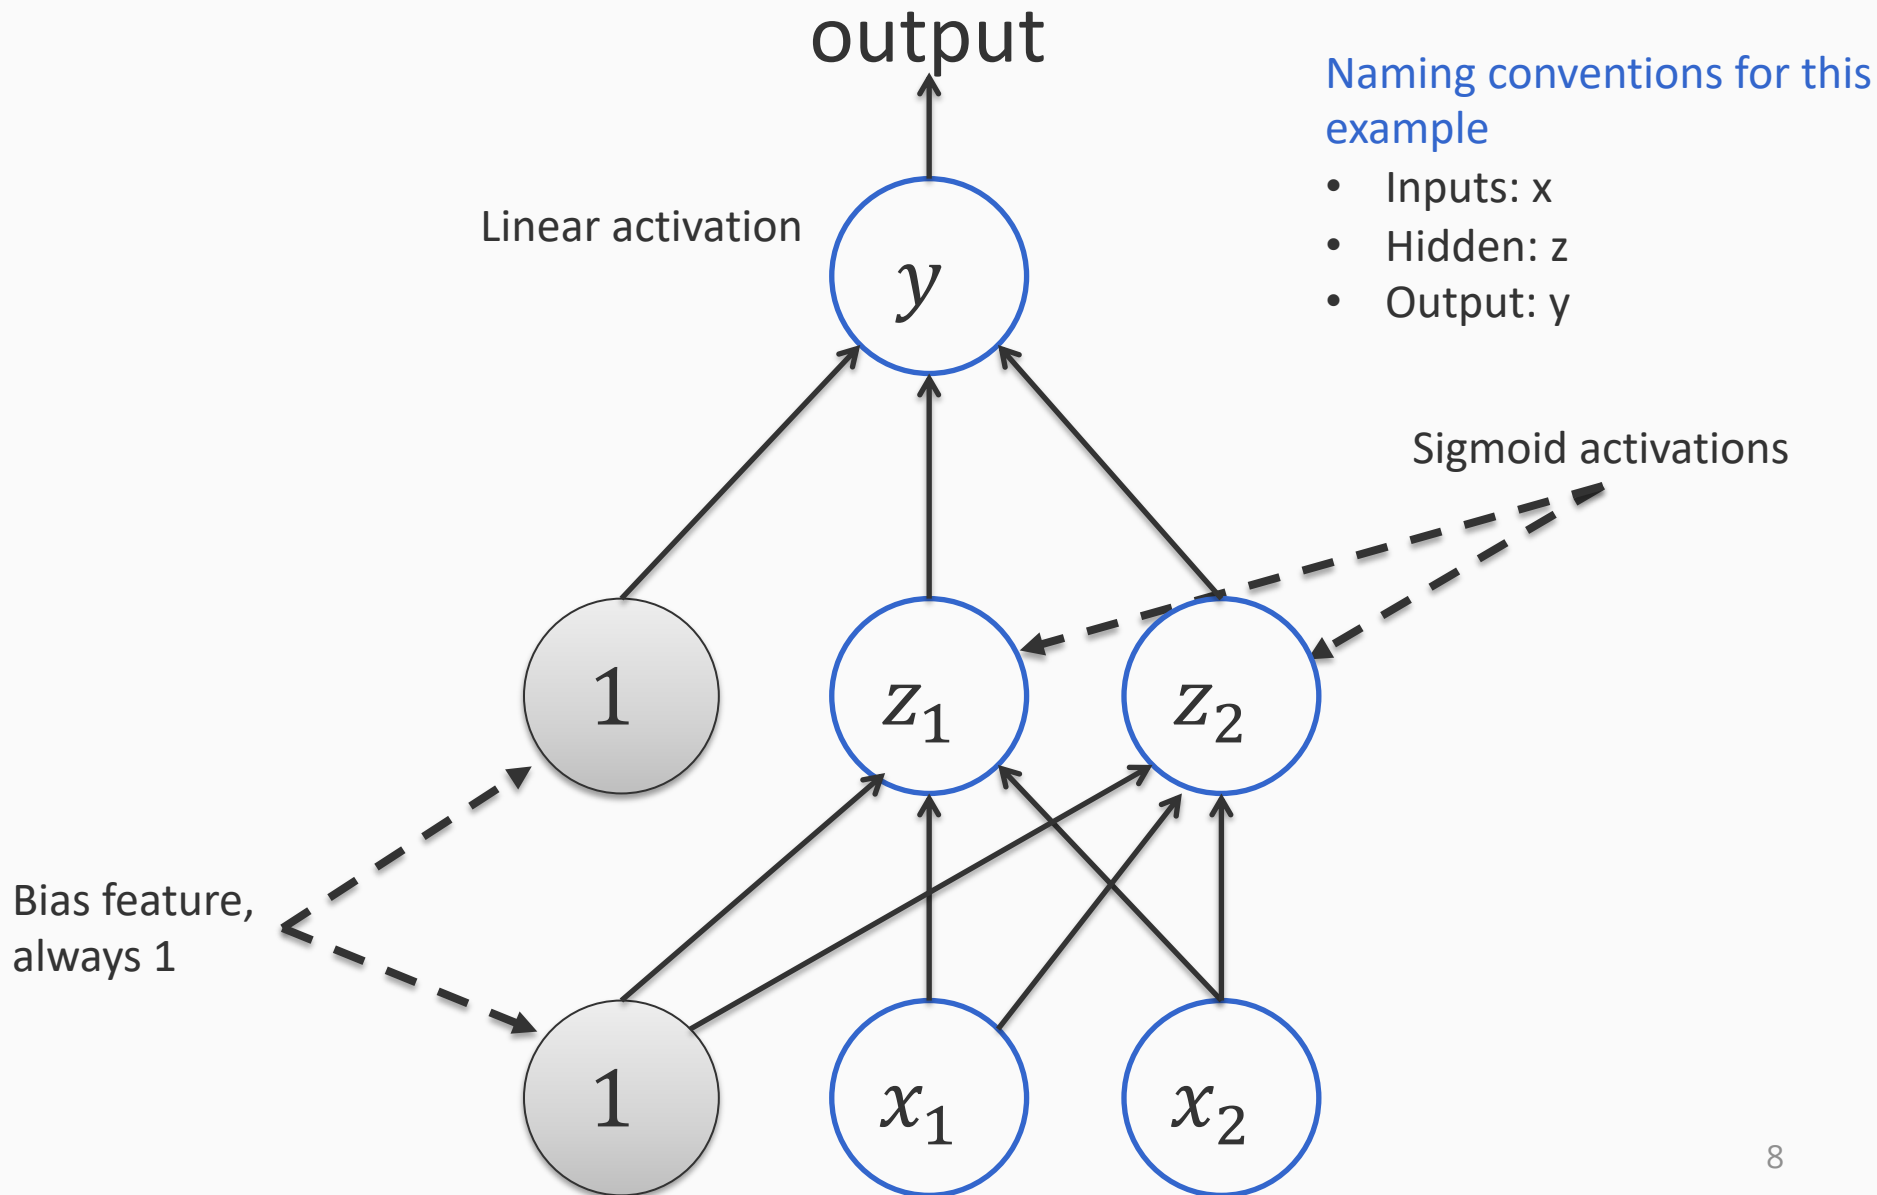 output
Naming conventions for this
example
• Inputs: x
• Hidden: z
• Output: y
Linear activation
y
Sigmoid activations
1
z₁
z₂
Bias feature,
always 1
1
x₁
x₂
8